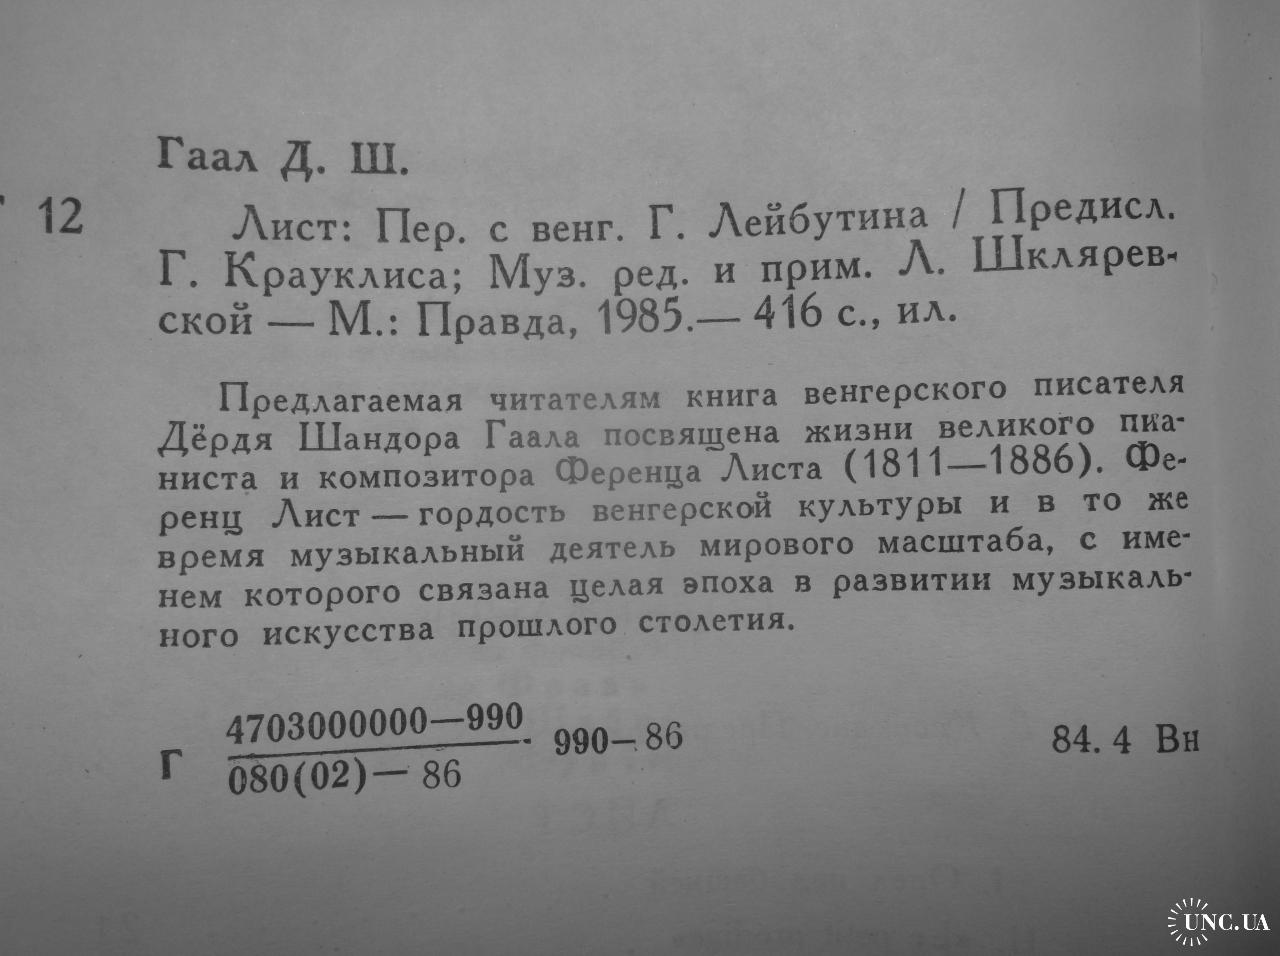 Гаал Д. Ш.
12
Лист: Пер. с венг. Г. Лейбутина / Предисл.
Г. Крауклиса; Муз. ред. и прим. Л. Шклярев-
ской — М.: Правда, 1985.— 416 с., ил.
Предлагаемая читателям книга венгерского писателя
Дёрдя Шандора Гаала посвящена жизни великого пиа-
ниста и композитора Ференца Листа (1811—1886). Фе-
ренц Лист — гордость венгерской культуры и в то же
время музыкальный деятель мирового масштаба, с име-
нем которого связана целая эпоха в развитии музыкаль-
ного искусства прошлого столетия.
Г 4703000000—990
080(02)—86
990—86
84.4 Вн
UNC.UA